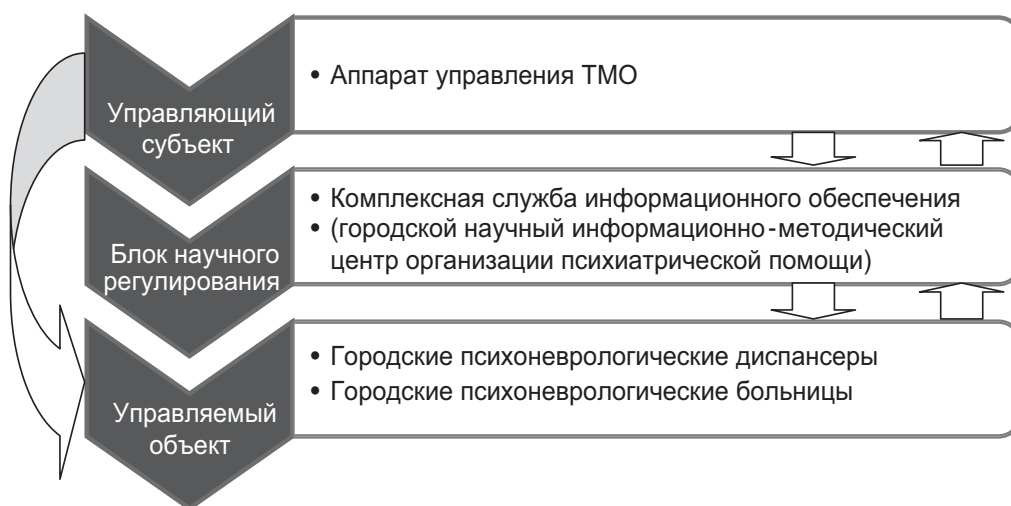 Управляющий
субъект
• Аппарат управления ТМО
Блок научного
регулирования
• Комплексная служба информационного обеспечения
• (городской научный информационно-методический
центр организации психиатрической помощи)
Управляемый
объект
• Городские психоневрологические диспансеры
• Городские психоневрологические больницы